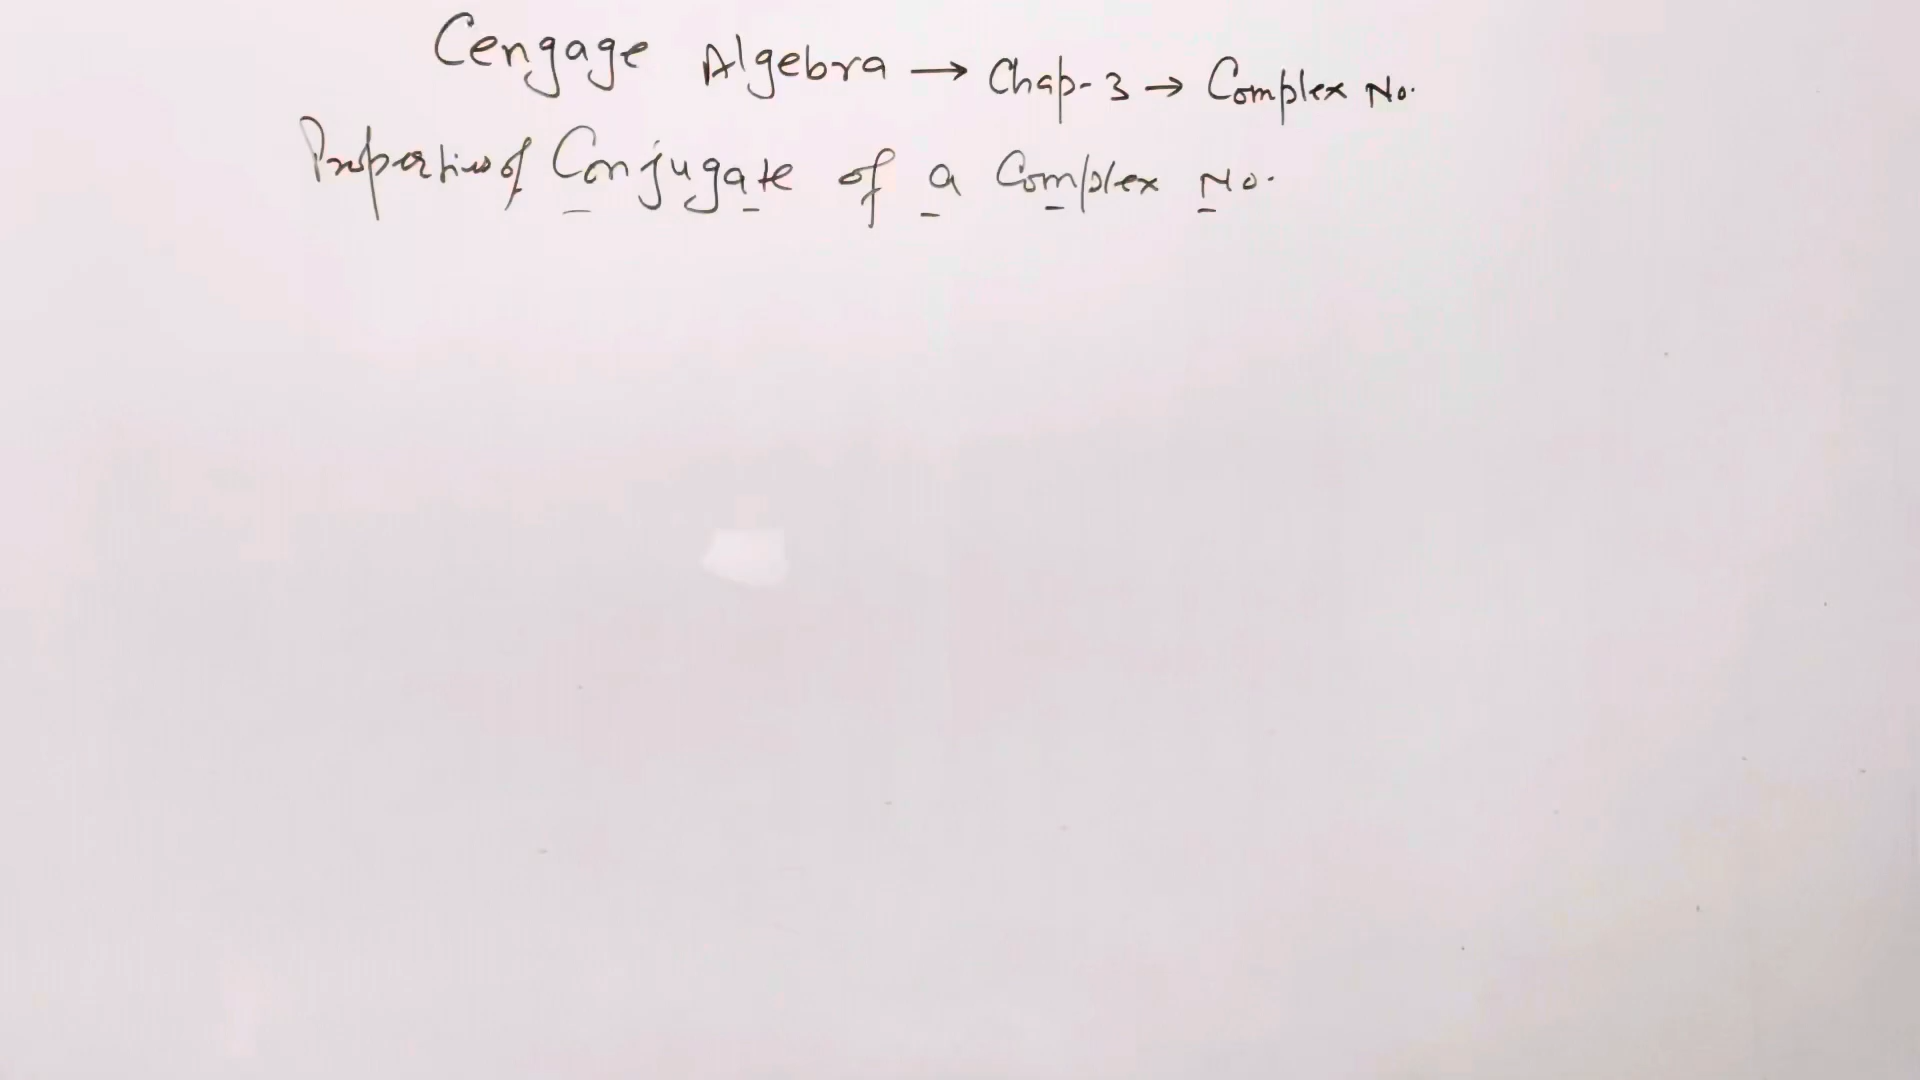 Cengage Algebra → Chap-3 → Complex No.
Properties of Conjugate of a Complex No.